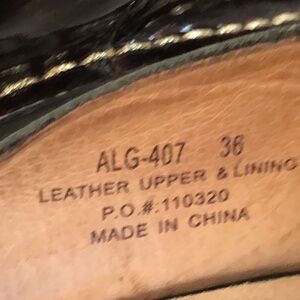 ALG-407 36
LEATHER UPPER & LINING
P.O.#.110320
MADE IN CHINA